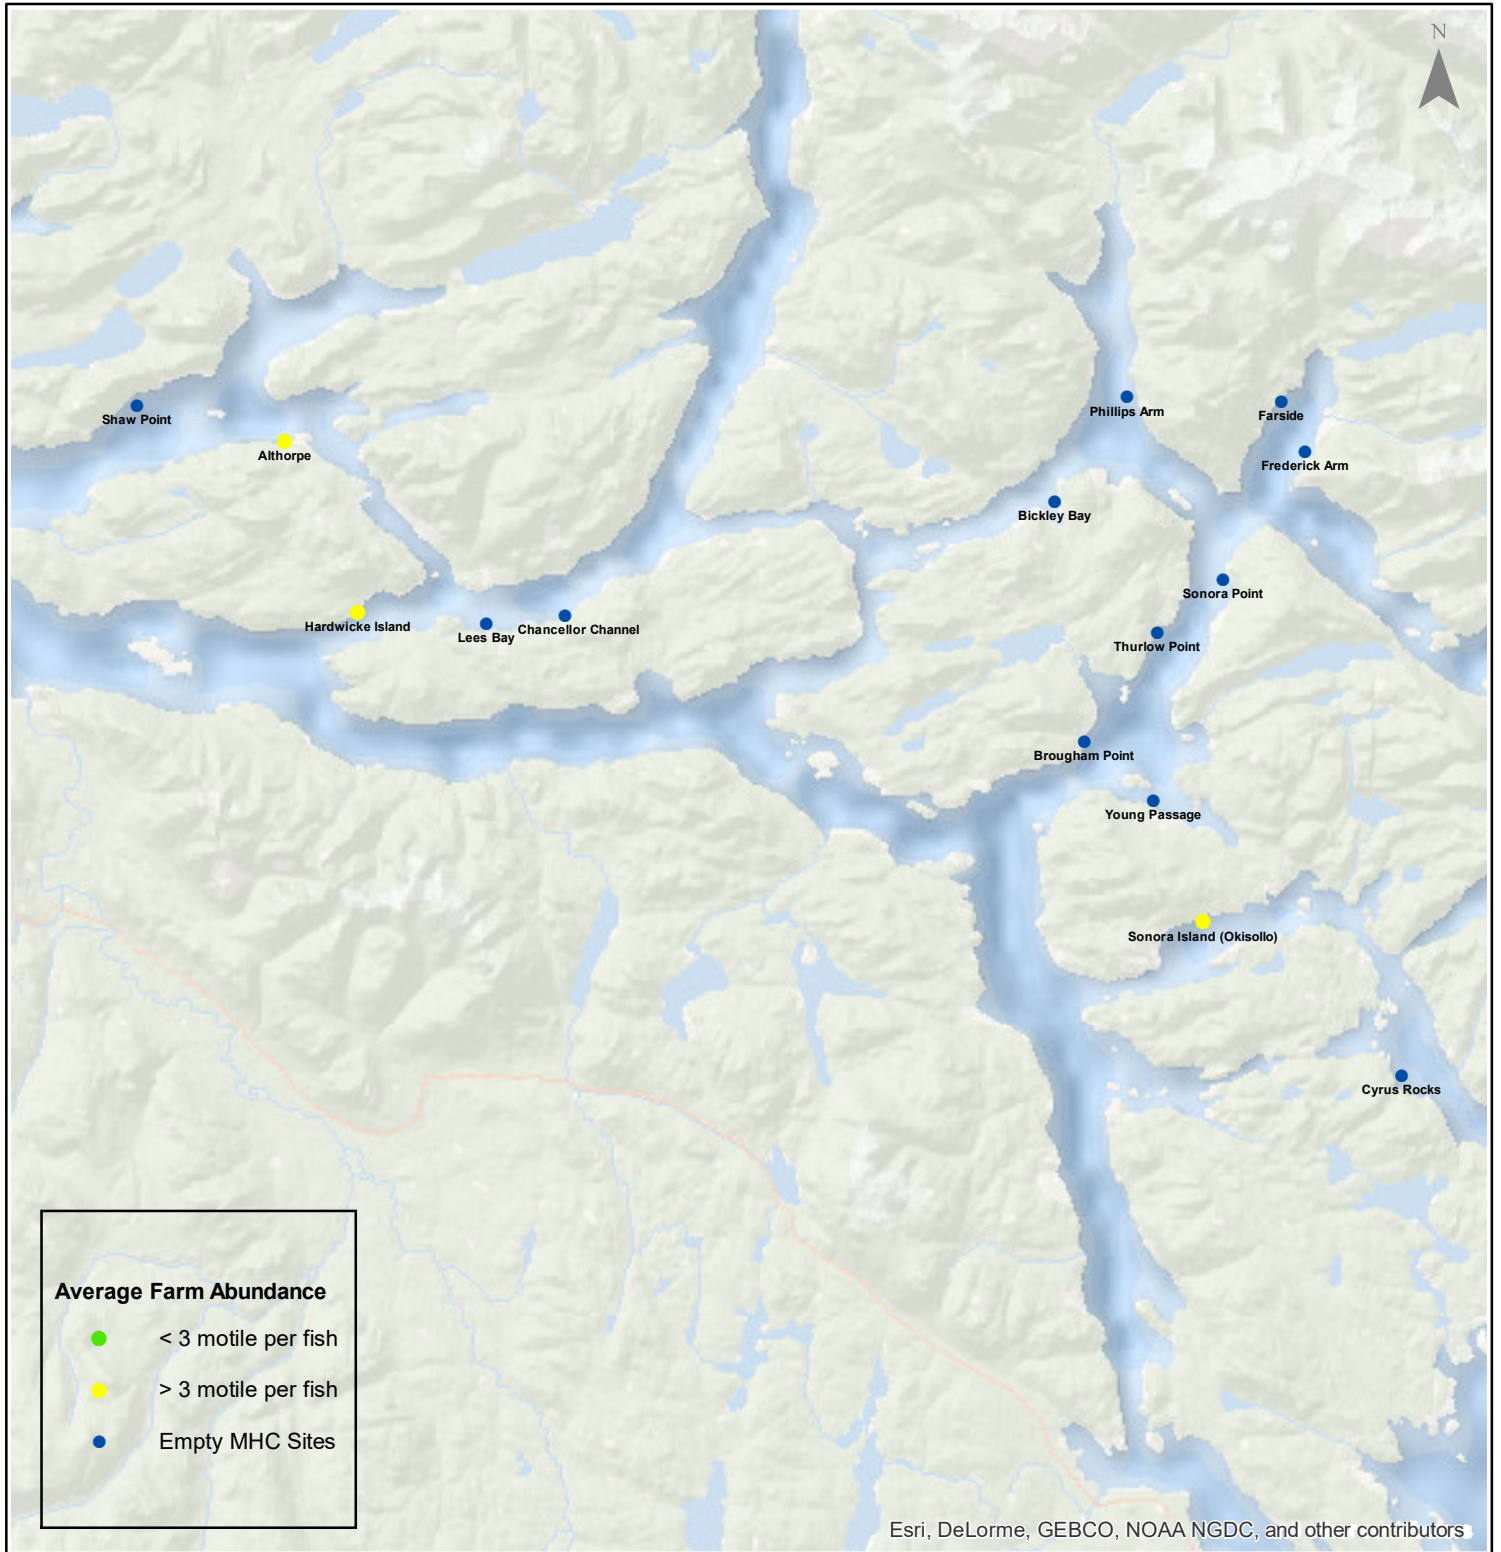 N
Shaw Point
Althorpe
Phillips Arm
Farside
Frederick Arm
Bickley Bay
Sonora Point
Hardwicke Island
Lees Bay
Chancellor Channel
Thurlow Point
Brougham Point
Young Passage
Sonora Island (Okisollo)
Cyrus Rocks
Average Farm Abundance
< 3 motile per fish
> 3 motile per fish
Empty MHC Sites
Esri, DeLorme, GEBCO, NOAA NGDC, and other contributors